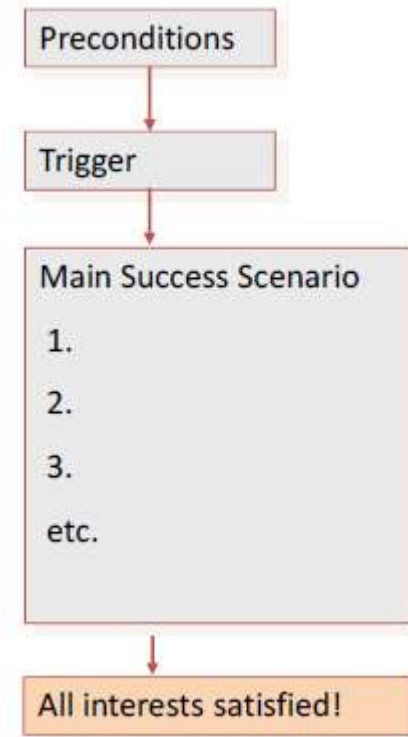 Preconditions
Trigger
Main Success Scenario
1.
2.
3.
etc.
All interests satisfied!